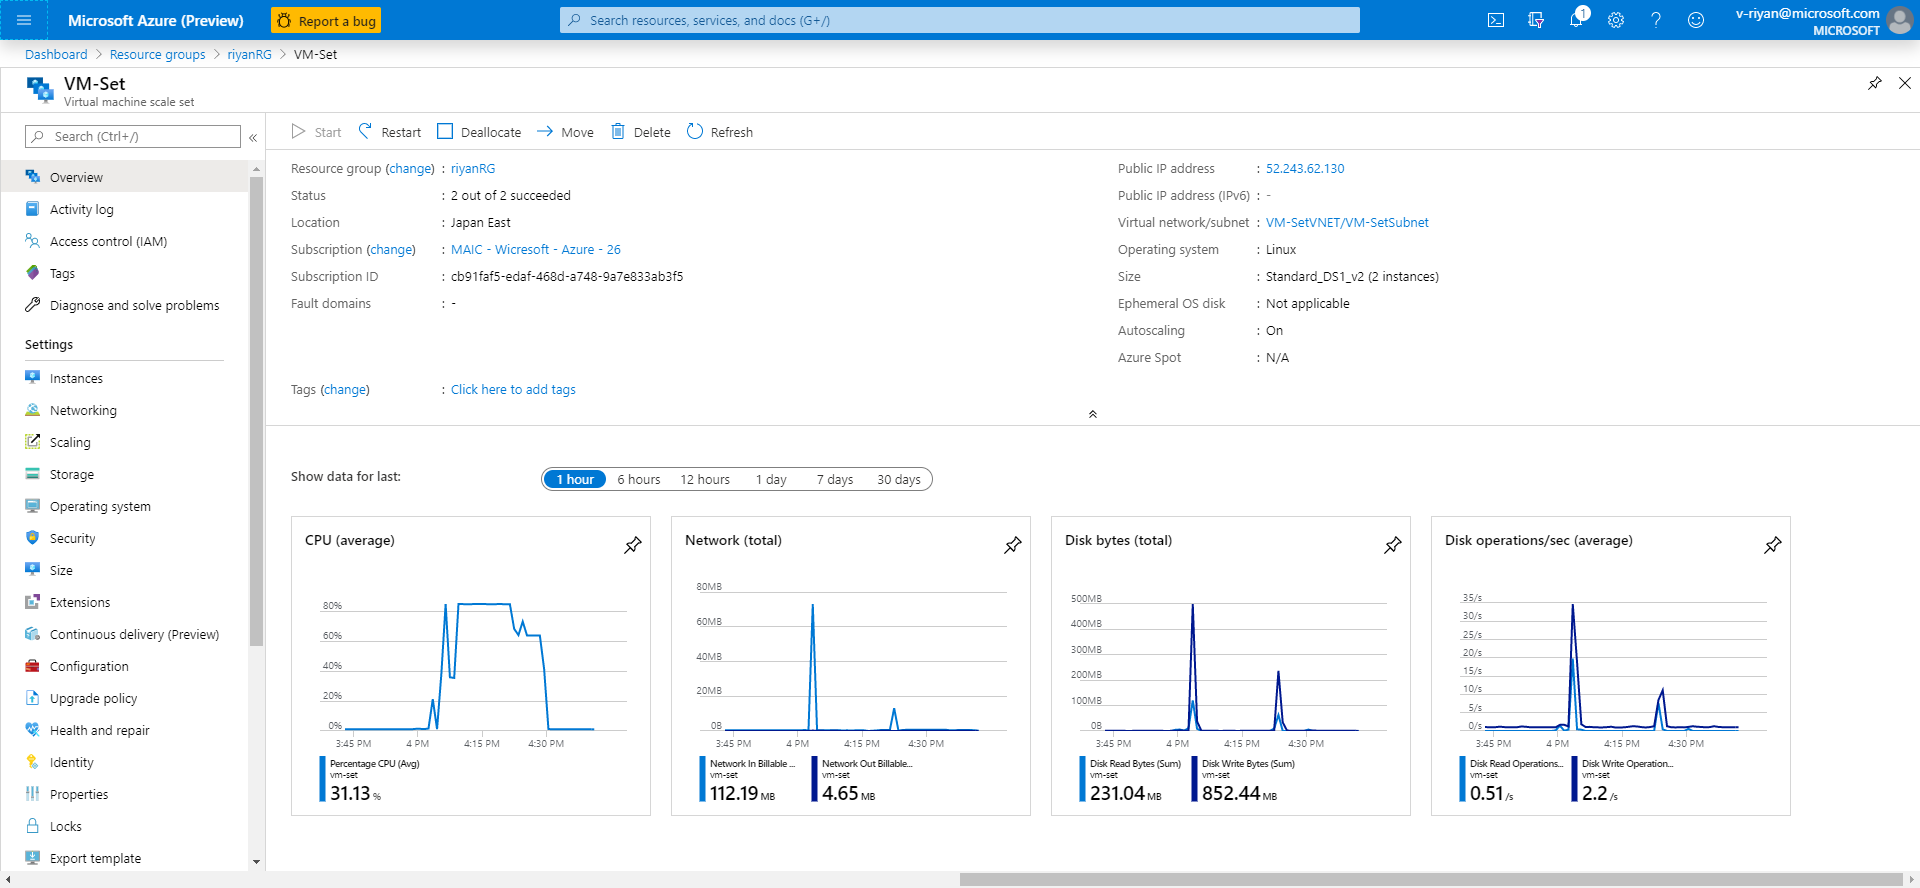 Microsoft Azure (Preview)
Report a bug
Search resources, services, and docs (G+/)
1
v-riyan@microsoft.com
MICROSOFT
Dashboard > Resource groups > riyanRG > VM-Set
VM-Set
Virtual machine scale set
Search (Ctrl+/)
«
Overview
Activity log
Access control (IAM)
Tags
Diagnose and solve problems
Settings
Instances
Networking
Scaling
Storage
Operating system
Security
Size
Extensions
Continuous delivery (Preview)
Configuration
Upgrade policy
Health and repair
Identity
Properties
Locks
Export template
Start
Restart
Deallocate
Move
Delete
Refresh
Resource group (change) : riyanRG
Status : 2 out of 2 succeeded
Location : Japan East
Subscription (change) : MAIC - Wicresoft - Azure - 26
Subscription ID : cb91faf5-edaf-468d-a748-9a7e833ab3f5
Fault domains : -
Tags (change) : Click here to add tags
Public IP address : 52.243.62.130
Public IP address (IPv6) : -
Virtual network/subnet : VM-SetVNET/VM-SetSubnet
Operating system : Linux
Size : Standard_DS1_v2 (2 instances)
Ephemeral OS disk : Not applicable
Autoscaling : On
Azure Spot : N/A
Show data for last:
1 hour
6 hours
12 hours
1 day
7 days
30 days
CPU (average)
80%
60%
40%
20%
0%
3:45 PM
4 PM
4:15 PM
4:30 PM
Percentage CPU (Avg)
vm-set
31.13 %
Network (total)
80MB
60MB
40MB
20MB
0B
3:45 PM
4 PM
4:15 PM
4:30 PM
Network In Billable ...
vm-set
112.19 MB
Network Out Billable...
vm-set
4.65 MB
Disk bytes (total)
500MB
400MB
300MB
200MB
100MB
0B
3:45 PM
4 PM
4:15 PM
4:30 PM
Disk Read Bytes (Sum)
vm-set
231.04 MB
Disk Write Bytes (Sum)
vm-set
852.44 MB
Disk operations/sec (average)
35/s
30/s
25/s
20/s
15/s
10/s
5/s
0/s
3:45 PM
4 PM
4:15 PM
4:30 PM
Disk Read Operations...
vm-set
0.51 /s
Disk Write Operation...
vm-set
2.2 /s